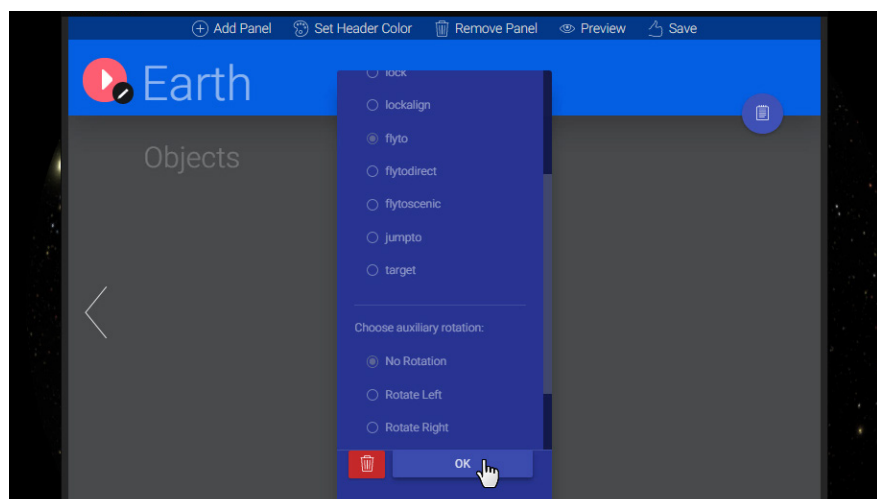 Add Panel Set Header Color Remove Panel Preview Save
Earth
Objects
lock
lockalign
flyto
flytodirect
flytoscenic
jumpto
target
Choose auxiliary rotation:
No Rotation
Rotate Left
Rotate Right
OK